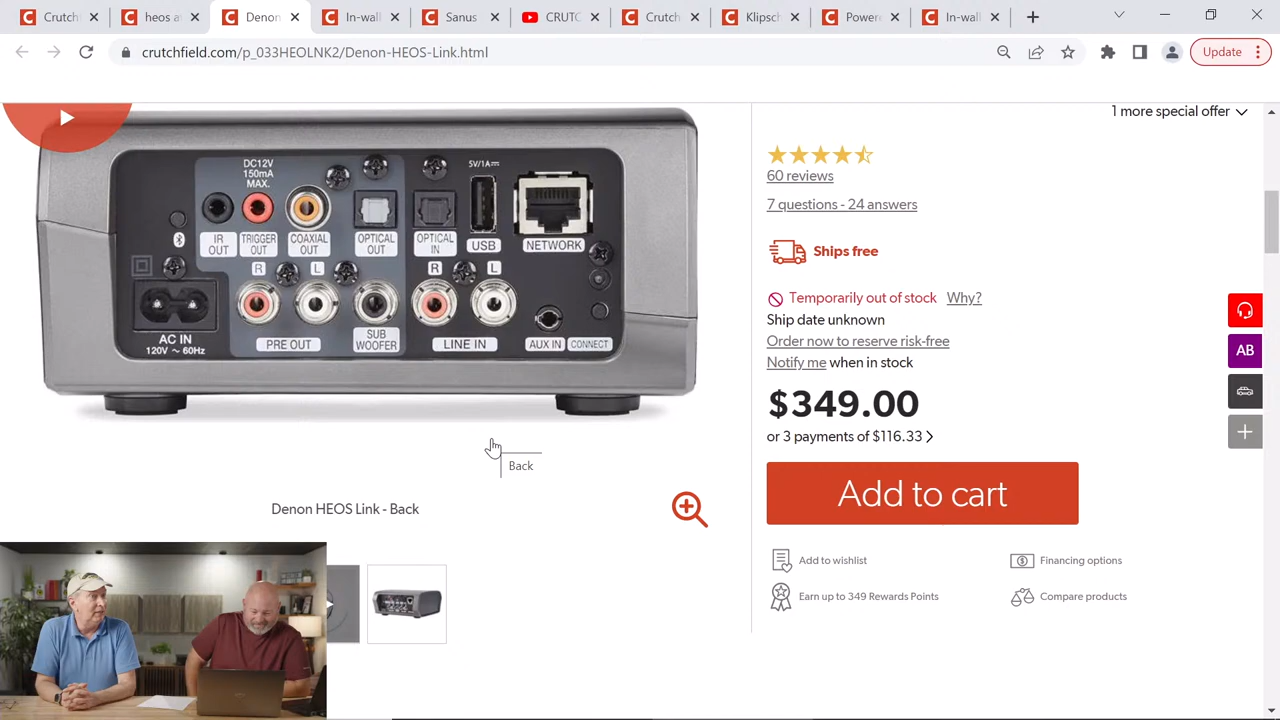 Crutchf
heos a
Denon
In-wall
Sanus
CRUTC
Crutch
Klipsch
Power
In-wall
crutchfield.com/p_033HEOLNK2/Denon-HEOS-Link.html
Update
1 more special offer
60 reviews
7 questions - 24 answers
Ships free
Temporarily out of stock Why?
Ship date unknown
Order now to reserve risk-free
Notify me when in stock
$349.00
or 3 payments of $116.33
Add to cart
Add to wishlist
Financing options
Earn up to 349 Rewards Points
Compare products
AB
DC12V
150mA
MAX.
5V/1A
IR
OUT
TRIGGER
OUT
COAXIAL
OUT
OPTICAL
OUT
OPTICAL
IN
USB
NETWORK
R
L
R
L
AC IN
120V ~ 60Hz
PRE OUT
SUB
WOOFER
LINE IN
AUX IN
CONNECT
Back
Denon HEOS Link - Back